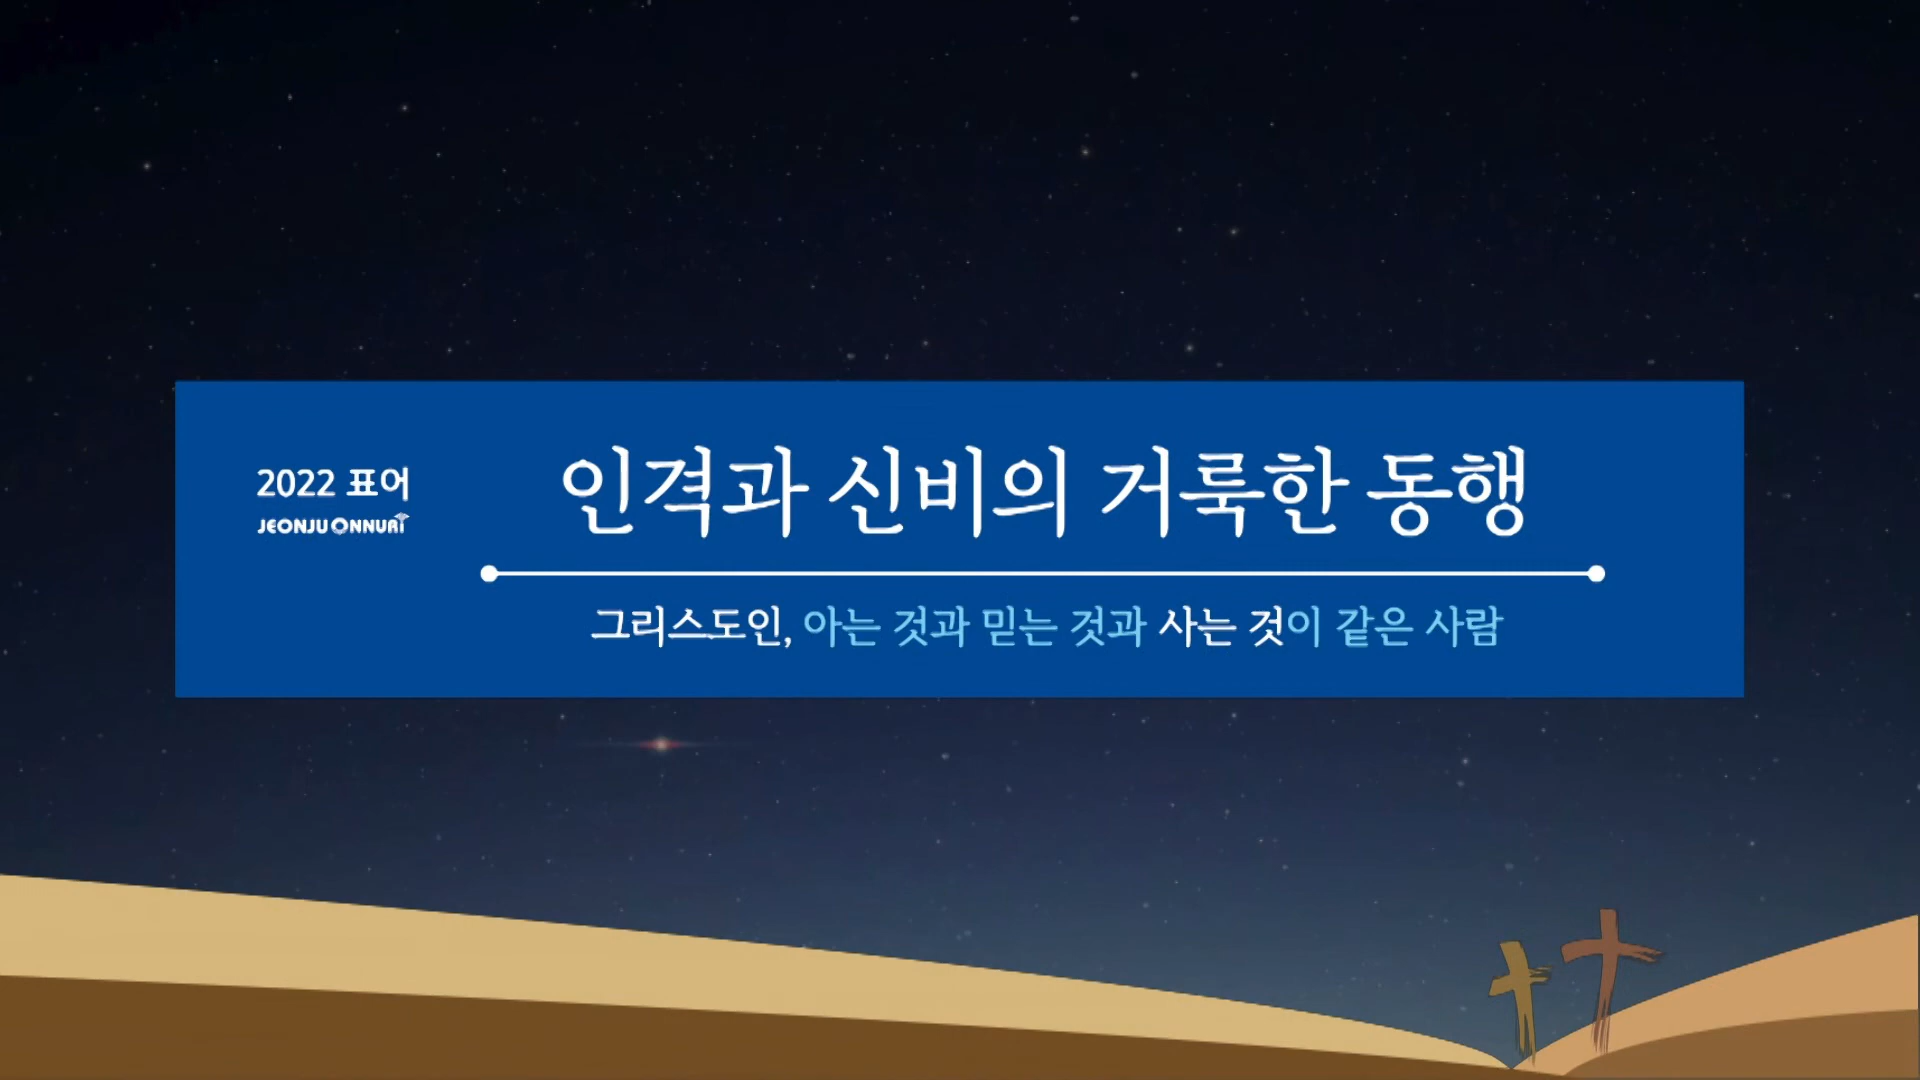 2022 표어
JEONJU ONNURI
인격과 신비의 거룩한 동행
그리스도인, 아는 것과 믿는 것과 사는 것이 같은 사람